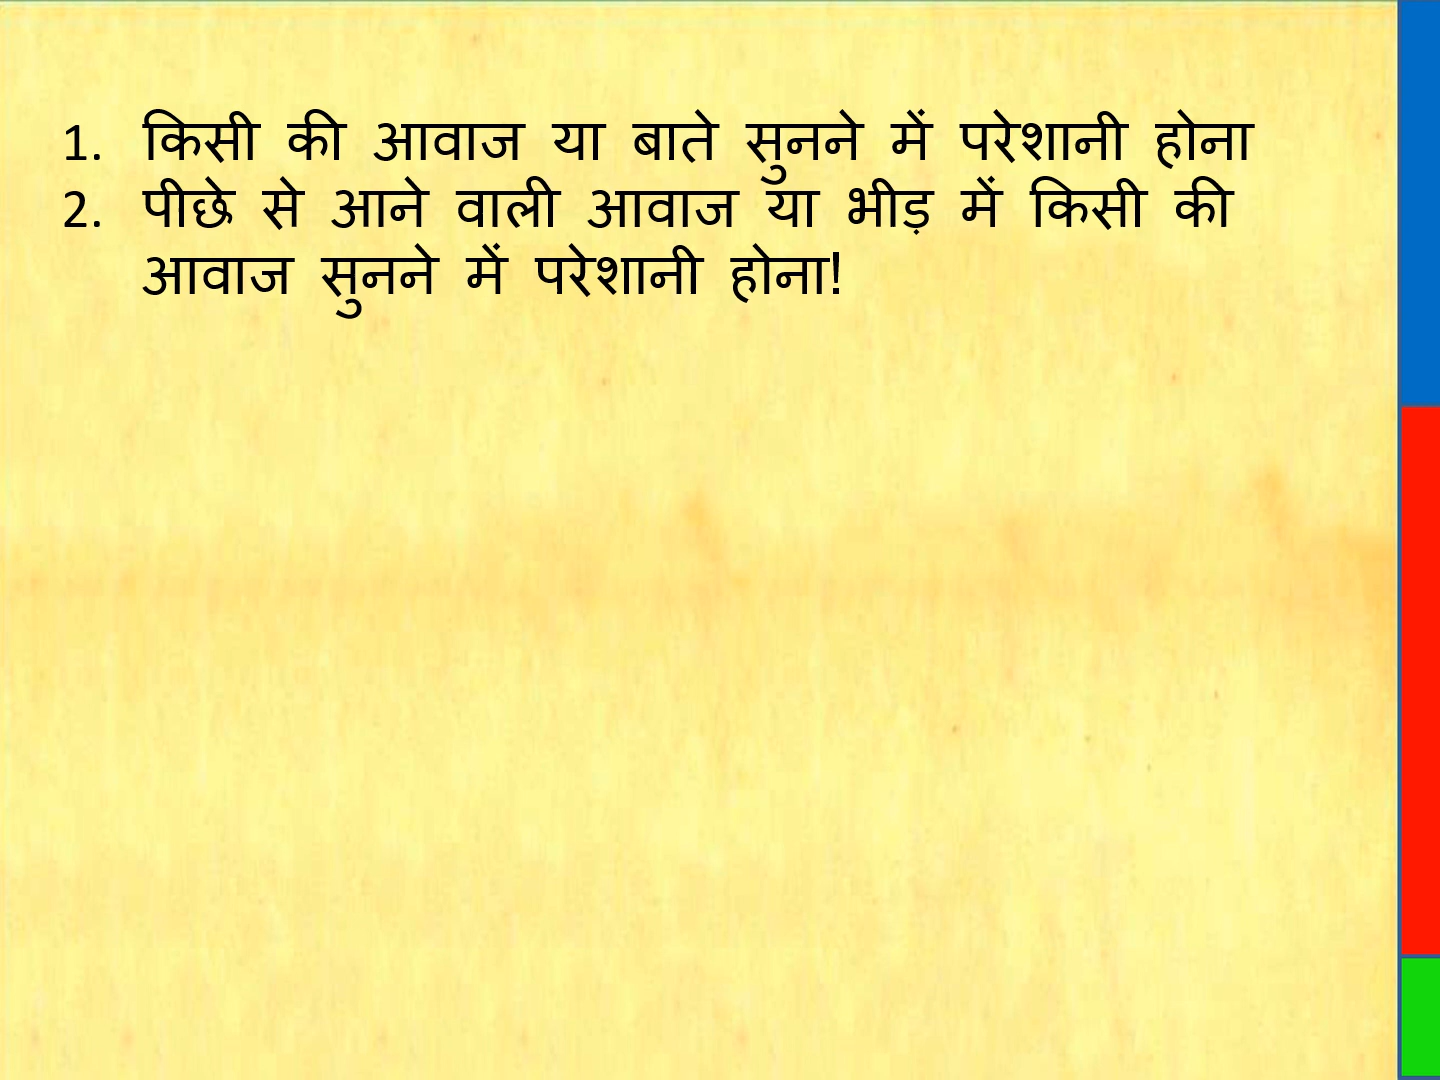 1. किसी की आवाज या बाते सुनने में परेशानी होना
2. पीछे से आने वाली आवाज या भीड़ में किसी की
आवाज सुनने में परेशानी होना!